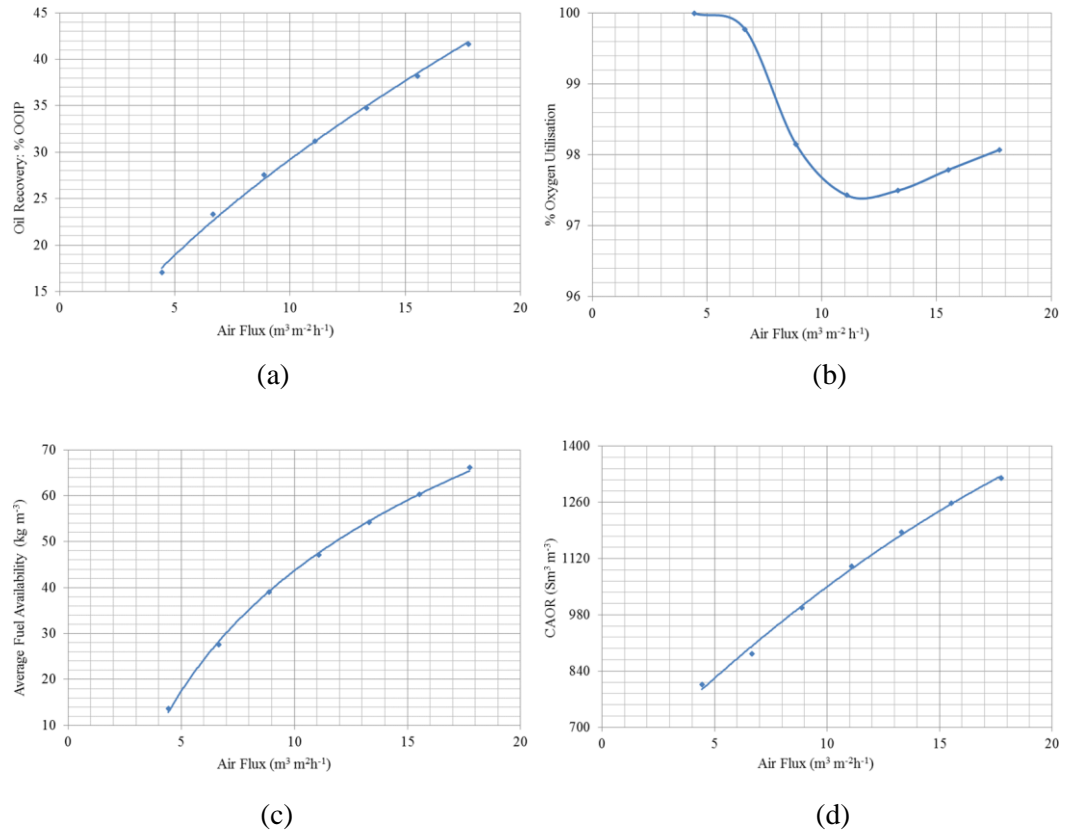 45
40
35
30
25
20
15
Oil Recovery: % OOIP
0 5 10 15 20
Air Flux (m³ m⁻² h⁻¹)
(a)
100
99
98
97
96
% Oxygen Utilisation
0 5 10 15 20
Air Flux (m³ m⁻² h⁻¹)
(b)
70
60
50
40
30
20
10
Average Fuel Availability (kg m⁻³)
0 5 10 15 20
Air Flux (m³ m²h⁻¹)
(c)
1400
1260
1120
980
840
700
CAOR (Sm³ m⁻³)
0 5 10 15 20
Air Flux (m³ m⁻²h⁻¹)
(d)